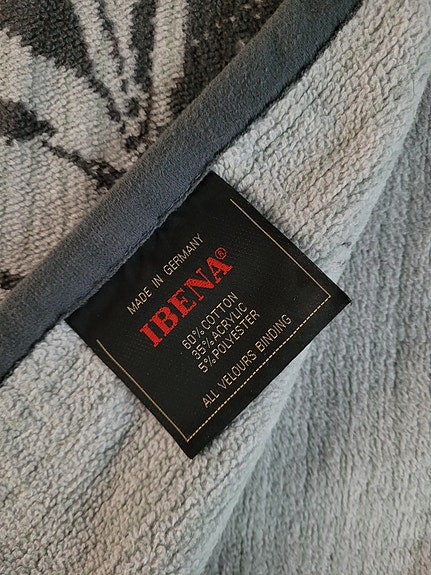 MADE IN GERMANY
IBENA®
60% COTTON
35% ACRYLIC
5% POLYESTER
ALL VELOURS BINDING